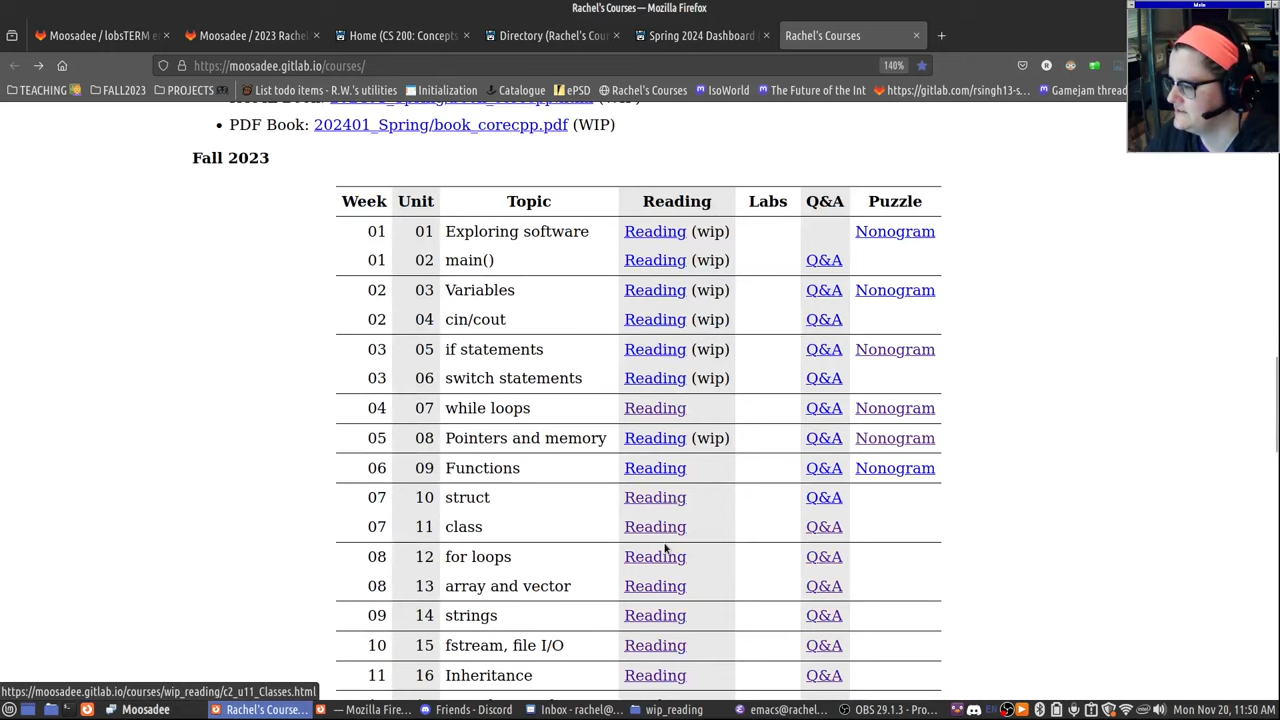 Rachel's Courses — Mozilla Firefox
Main
Moosadee / lobsTERM e
Moosadee / 2023 Rachel
Home (CS 200: Concepts
Directory - Rachel's Cour
Spring 2024 Dashboard
Rachel's Courses
https://moosadee.gitlab.io/courses/
140%
TEACHING
FALL2023
PROJECTS
List todo items - R.W.'s utilities
Initialization
Catalogue
ePSD
Rachel's Courses
IsoWorld
The Future of the Int
https://gitlab.com/rsingh13-s...
Gamejam thread
PDF Book: 202401_Spring/book_corecpp.pdf (WIP)
Fall 2023
Week Unit Topic Reading Labs Q&A Puzzle
01 01 Exploring software Reading (wip) Nonogram
01 02 main() Reading (wip) Q&A
02 03 Variables Reading (wip) Q&A Nonogram
02 04 cin/cout Reading (wip) Q&A
03 05 if statements Reading (wip) Q&A Nonogram
03 06 switch statements Reading (wip) Q&A
04 07 while loops Reading Q&A Nonogram
05 08 Pointers and memory Reading (wip) Q&A Nonogram
06 09 Functions Reading Q&A Nonogram
07 10 struct Reading Q&A
07 11 class Reading Q&A
08 12 for loops Reading Q&A
08 13 array and vector Reading Q&A
09 14 strings Reading Q&A
10 15 fstream, file I/O Reading Q&A
11 16 Inheritance Reading Q&A
https://moosadee.gitlab.io/courses/wip_reading/c2_u11_Classes.html
Moosadee
Rachel's Course...
— Mozilla Firef...
Friends - Discord
Inbox - rachel@...
wip_reading
emacs@rachel...
OBS 29.1.3 - Pr...
EN
Mon Nov 20, 11:50 AM